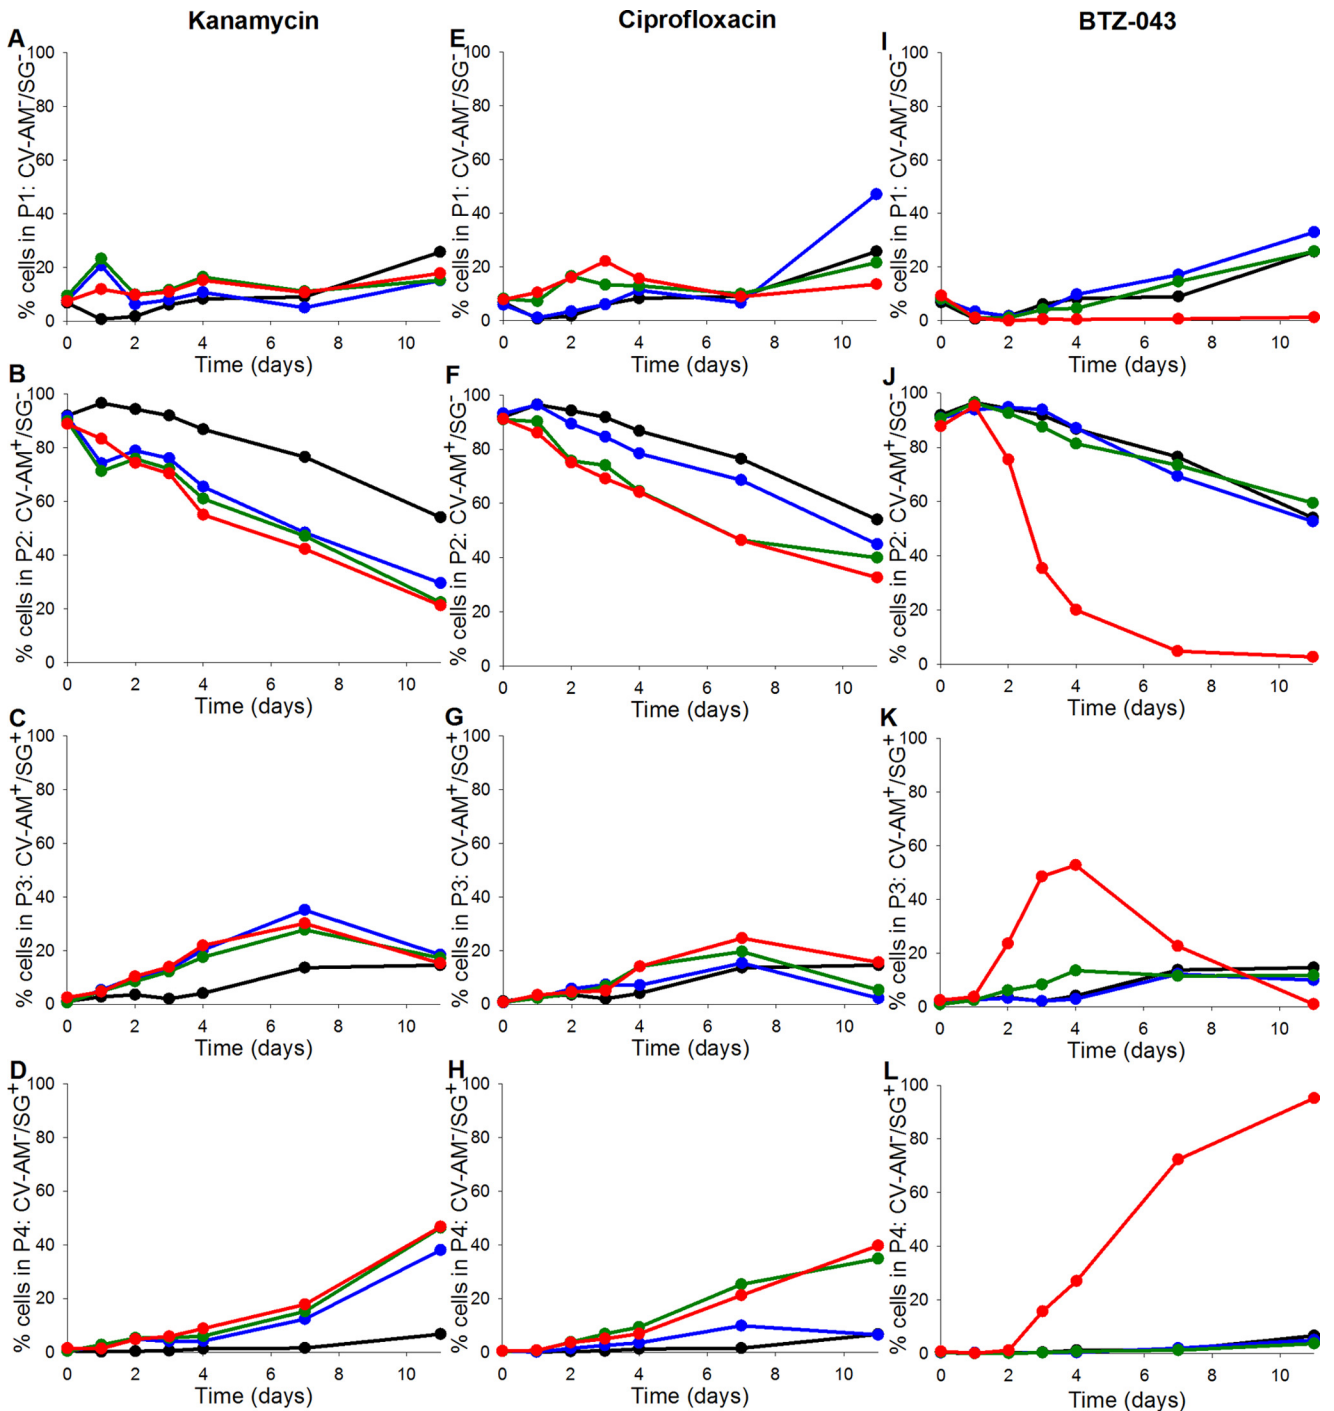 Kanamycin Ciprofloxacin BTZ-043
A E I
% cells in P1: CV-AM⁻/SG⁻ % cells in P1: CV-AM⁻/SG⁻ % cells in P1: CV-AM⁻/SG⁻
100 100 100
80 80 80
60 60 60
40 40 40
20 20 20
0 0 0
0 2 4 6 8 10 0 2 4 6 8 10 0 2 4 6 8 10
Time (days) Time (days) Time (days)
B F J
% cells in P2: CV-AM⁺/SG⁻ % cells in P2: CV-AM⁺/SG⁻ % cells in P2: CV-AM⁺/SG⁻
100 100 100
80 80 80
60 60 60
40 40 40
20 20 20
0 0 0
0 2 4 6 8 10 0 2 4 6 8 10 0 2 4 6 8 10
Time (days) Time (days) Time (days)
C G K
% cells in P3: CV-AM⁺/SG⁺ % cells in P3: CV-AM⁺/SG⁺ % cells in P3: CV-AM⁺/SG⁺
100 100 100
80 80 80
60 60 60
40 40 40
20 20 20
0 0 0
0 2 4 6 8 10 0 2 4 6 8 10 0 2 4 6 8 10
Time (days) Time (days) Time (days)
D H L
% cells in P4: CV-AM⁻/SG⁺ % cells in P4: CV-AM⁻/SG⁺ % cells in P4: CV-AM⁻/SG⁺
100 100 100
80 80 80
60 60 60
40 40 40
20 20 20
0 0 0
0 2 4 6 8 10 0 2 4 6 8 10 0 2 4 6 8 10
Time (days) Time (days) Time (days)